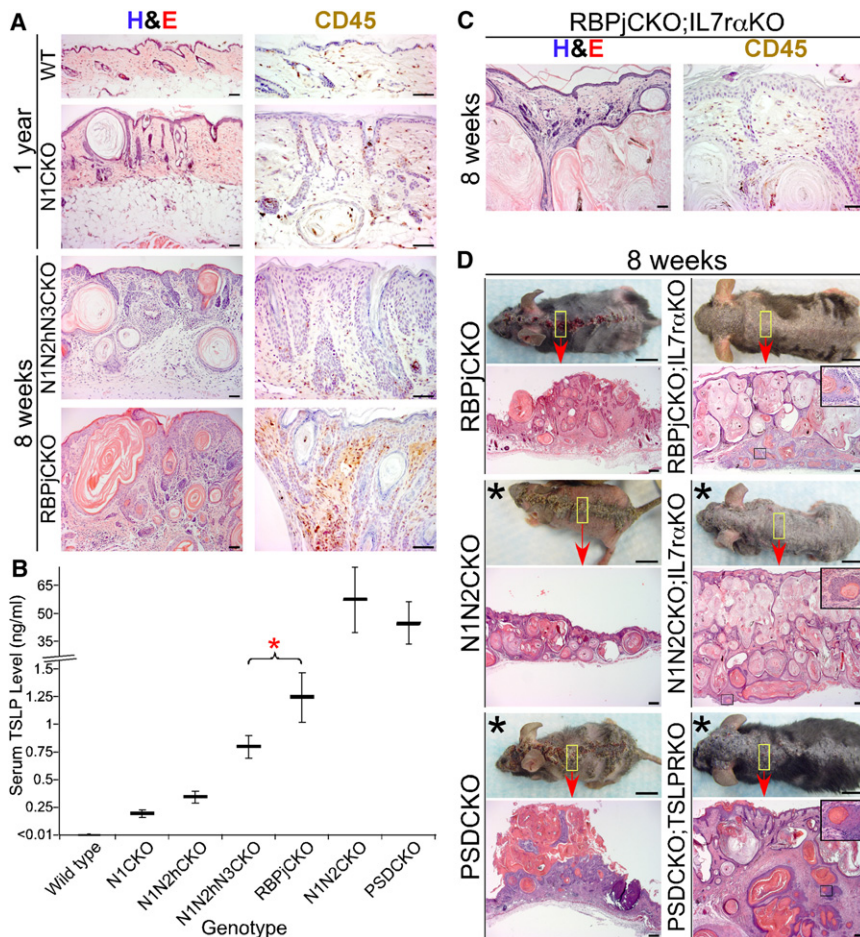 A
H&E CD45
1 year
WT
N1CKO
8 weeks
N1N2hN3CKO
RBPjCKO
B
Serum TSLP Level (ng/ml)
65
50
35
1.5
1.25
1
0.75
0.5
0.25
<0.01
*
Wild type
N1CKO
N1N2hCKO
N1N2hN3CKO
RBPjCKO
N1N2CKO
PSDCKO
Genotype
C
RBPjCKO;IL7rαKO
H&E CD45
8 weeks
D
8 weeks
RBPjCKO
RBPjCKO;IL7rαKO
*
N1N2CKO
*
N1N2CKO;IL7rαKO
*
PSDCKO
*
PSDCKO;TSLPRKO